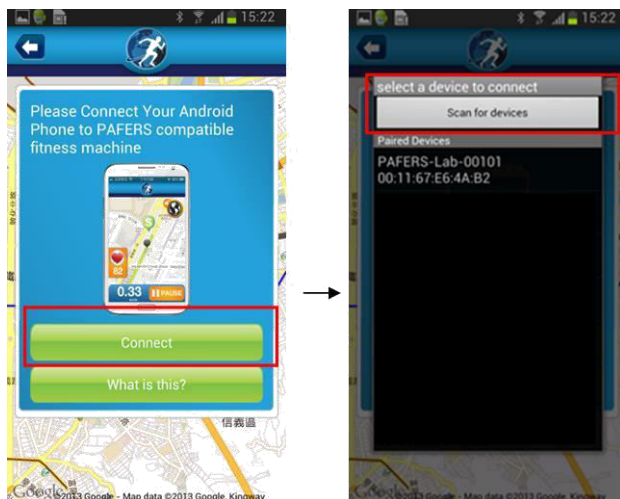 15:22
Please Connect Your Android
Phone to PAFERS compatible
fitness machine
S
82
0.33
PAUSE
Connect
What is this?
信義區
Google
©2013 Google - Map data ©2013 Google, Kingway
15:22
select a device to connect
Scan for devices
Paired Devices
PAFERS-Lab-00101
00:11:67:E6:4A:B2
Google
©2013 Google - Map data ©2013 Google, Kingway